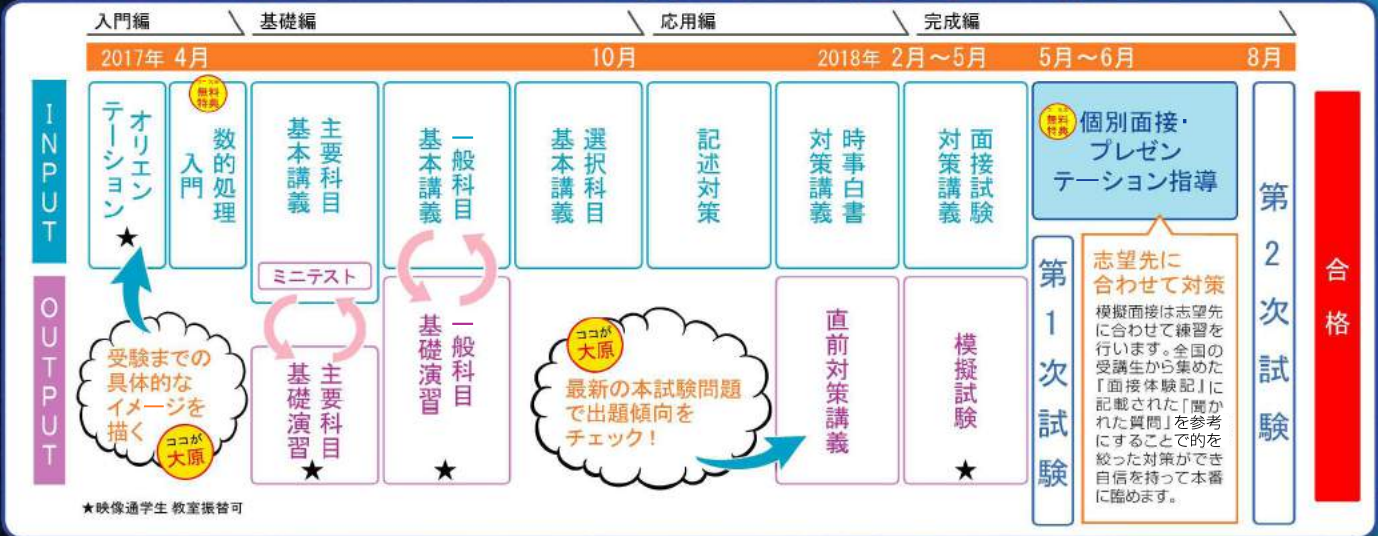 入門編
基礎編
応用編
完成編
2017年 4月
10月
2018年 2月～5月
5月～6月
8月
INPUT
オリエン
テーション
★
無料
特典
数的処理
入門
主要科目
基本講義
ミニテスト
一般科目
基本講義
選択科目
基本講義
記述対策
時事白書
対策講義
面接試験
対策講義
無料
特典
個別面接・
プレゼン
テーション指導
第2次試験
合格
OUTPUT
受験までの
具体的な
イメージを
描く
ココが
大原
主要科目
基礎演習
★
一般科目
基礎演習
★
ココが
大原
最新の本試験問題
で出題傾向を
チェック！
直前対策講義
模擬試験
★
第1次試験
志望先に
合わせて対策
模擬面接は志望先
に合わせて練習を
行います。全国の
受講生から集めた
『面接体験記』に
記載された「聞か
れた質問」を参考
にすることで的を
絞った対策ができ
自信を持って本番
に臨めます。
★映像通学生 教室振替可